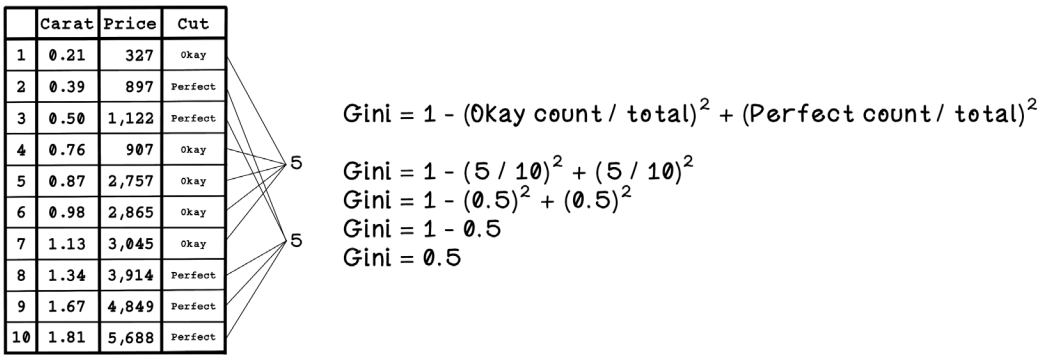 Carat Price Cut
1 0.21 327 Okay
2 0.39 897 Perfect
3 0.50 1,122 Perfect
4 0.76 907 Okay
5 0.87 2,757 Okay
6 0.98 2,865 Okay
7 1.13 3,045 Okay
8 1.34 3,914 Perfect
9 1.67 4,849 Perfect
10 1.81 5,688 Perfect
5
5
Gini = 1 - (Okay count / total)² + (Perfect count / total)²
Gini = 1 - (5 / 10)² + (5 / 10)²
Gini = 1 - (0.5)² + (0.5)²
Gini = 1 - 0.5
Gini = 0.5